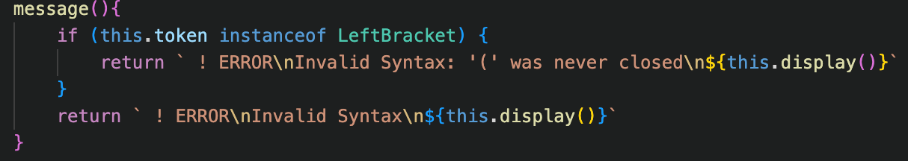 message(){
    if (this.token instanceof LeftBracket) {
        return ` ! ERROR\nInvalid Syntax: '(' was never closed\n${this.display()}`
    }
    return ` ! ERROR\nInvalid Syntax\n${this.display()}`
}